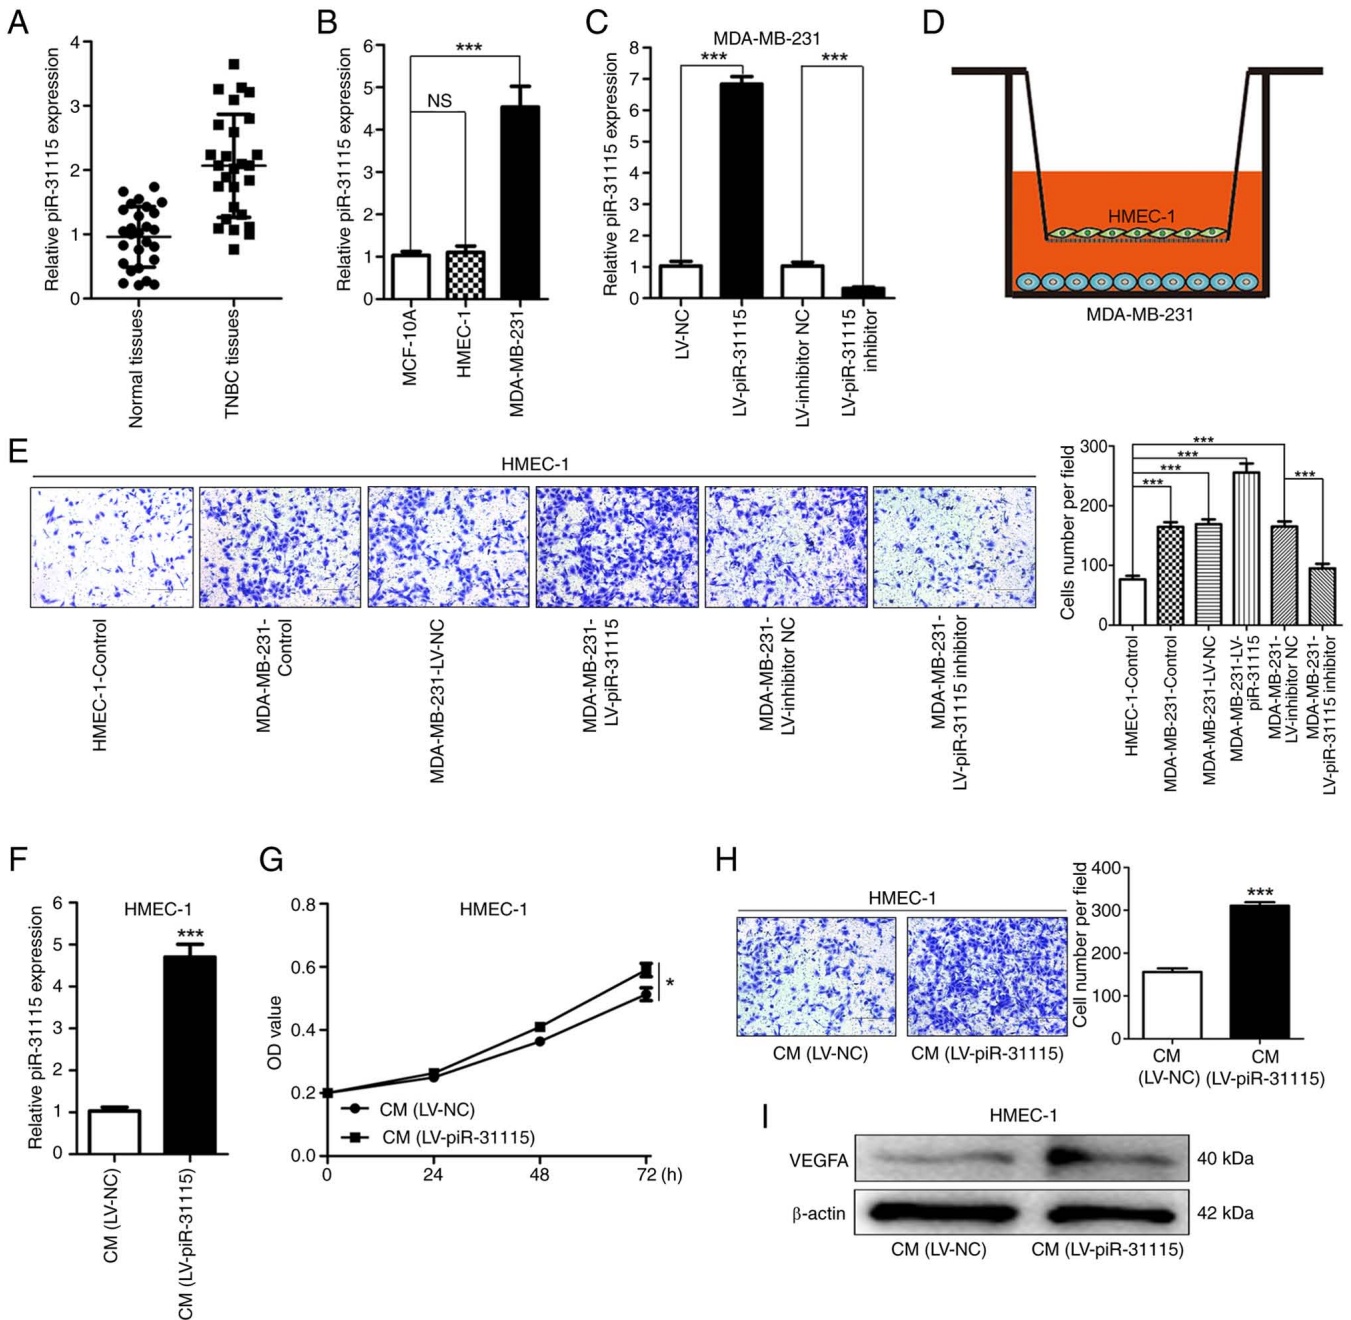 A
Relative piR-31115 expression
4
3
2
1
0
Normal tissues
TNBC tissues
B
Relative piR-31115 expression
6
5
4
3
2
1
0
***
NS
MCF-10A
HMEC-1
MDA-MB-231
C
MDA-MB-231
Relative piR-31115 expression
8
7
6
5
4
3
2
1
0
***
***
LV-NC
LV-piR-31115
LV-inhibitor NC
LV-piR-31115
inhibitor
D
HMEC-1
MDA-MB-231
E
HMEC-1
HMEC-1-Control
MDA-MB-231-
Control
MDA-MB-231-LV-NC
MDA-MB-231-
LV-piR-31115
MDA-MB-231-
LV-inhibitor NC
MDA-MB-231-
LV-piR-31115 inhibitor
Cells number per field
300
200
100
0
***
***
***
***
***
HMEC-1-Control
MDA-MB-231-Control
MDA-MB-231-LV-NC
MDA-MB-231-LV-
piR-31115
MDA-MB-231-
LV-inhibitor NC
MDA-MB-231-
LV-piR-31115 inhibitor
F
HMEC-1
Relative piR-31115 expression
6
5
4
3
2
1
0
***
CM (LV-NC)
CM (LV-piR-31115)
G
HMEC-1
OD value
0.8
0.6
0.4
0.2
0.0
*
CM (LV-NC)
CM (LV-piR-31115)
0 24 48 72 (h)
H
HMEC-1
CM (LV-NC) CM (LV-piR-31115)
Cell number per field
400
300
200
100
0
***
CM
(LV-NC)
CM
(LV-piR-31115)
I
HMEC-1
VEGFA 40 kDa
β-actin 42 kDa
CM (LV-NC) CM (LV-piR-31115)